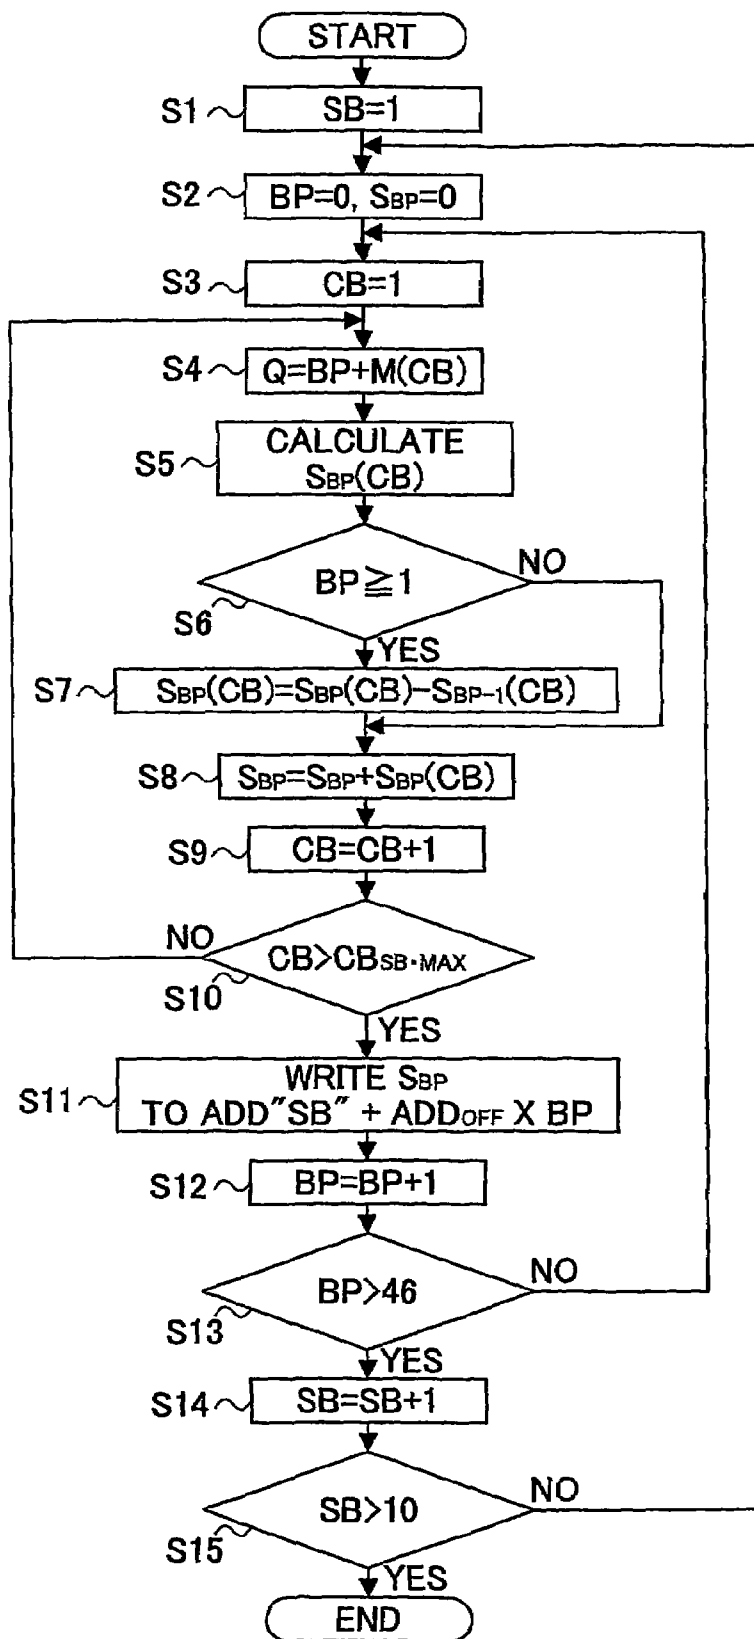 START
S1
SB=1
S2
BP=0, SBP=0
S3
CB=1
S4
Q=BP+M(CB)
S5
CALCULATE
SBP(CB)
S6
BP≧1
NO
YES
S7
SBP(CB)=SBP(CB)-SBP-1(CB)
S8
SBP=SBP+SBP(CB)
S9
CB=CB+1
NO
CB>CBSB・MAX
S10
YES
S11
WRITE SBP
TO ADD"SB" + ADDOFF X BP
S12
BP=BP+1
NO
BP>46
S13
YES
S14
SB=SB+1
NO
SB>10
S15
YES
END